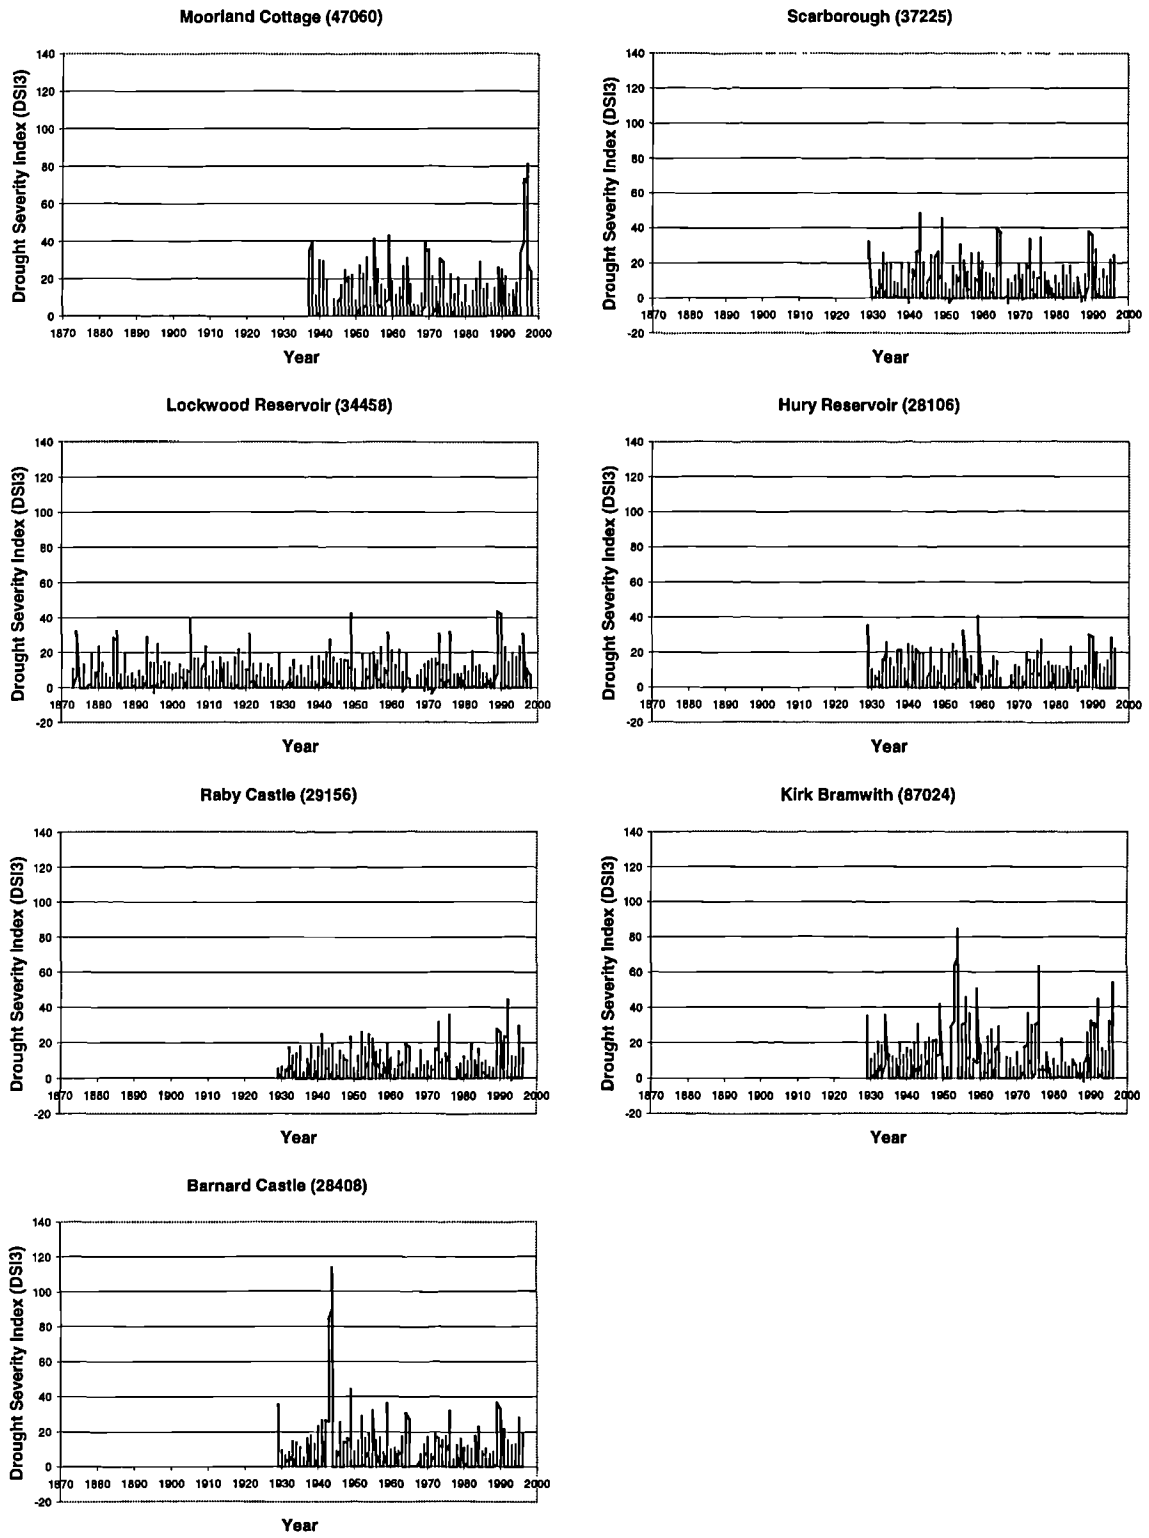 Moorland Cottage (47060)
Drought Severity Index (DSI3)
140
120
100
80
60
40
20
0
1870 1880 1890 1900 1910 1920 1930 1940 1950 1960 1970 1980 1990 2000
Year
Scarborough (37225)
Drought Severity Index (DSI3)
140
120
100
80
60
40
20
0
-20
1870 1880 1890 1900 1910 1920 1930 1940 1950 1960 1970 1980 1990 2000
Year
Lockwood Reservoir (34458)
Drought Severity Index (DSI3)
140
120
100
80
60
40
20
0
-20
1870 1880 1890 1900 1910 1920 1930 1940 1950 1960 1970 1980 1990 2000
Year
Hury Reservoir (28106)
Drought Severity Index (DSI3)
140
120
100
80
60
40
20
0
-20
1870 1880 1890 1900 1910 1920 1930 1940 1950 1960 1970 1980 1990 2000
Year
Raby Castle (29156)
Drought Severity Index (DSI3)
140
120
100
80
60
40
20
0
-20
1870 1880 1890 1900 1910 1920 1930 1940 1950 1960 1970 1980 1990 2000
Year
Kirk Bramwith (87024)
Drought Severity Index (DSI3)
140
120
100
80
60
40
20
0
-20
1870 1880 1890 1900 1910 1920 1930 1940 1950 1960 1970 1980 1990 2000
Year
Barnard Castle (28408)
Drought Severity Index (DSI3)
140
120
100
80
60
40
20
0
-20
1870 1880 1890 1900 1910 1920 1930 1940 1950 1960 1970 1980 1990 2000
Year